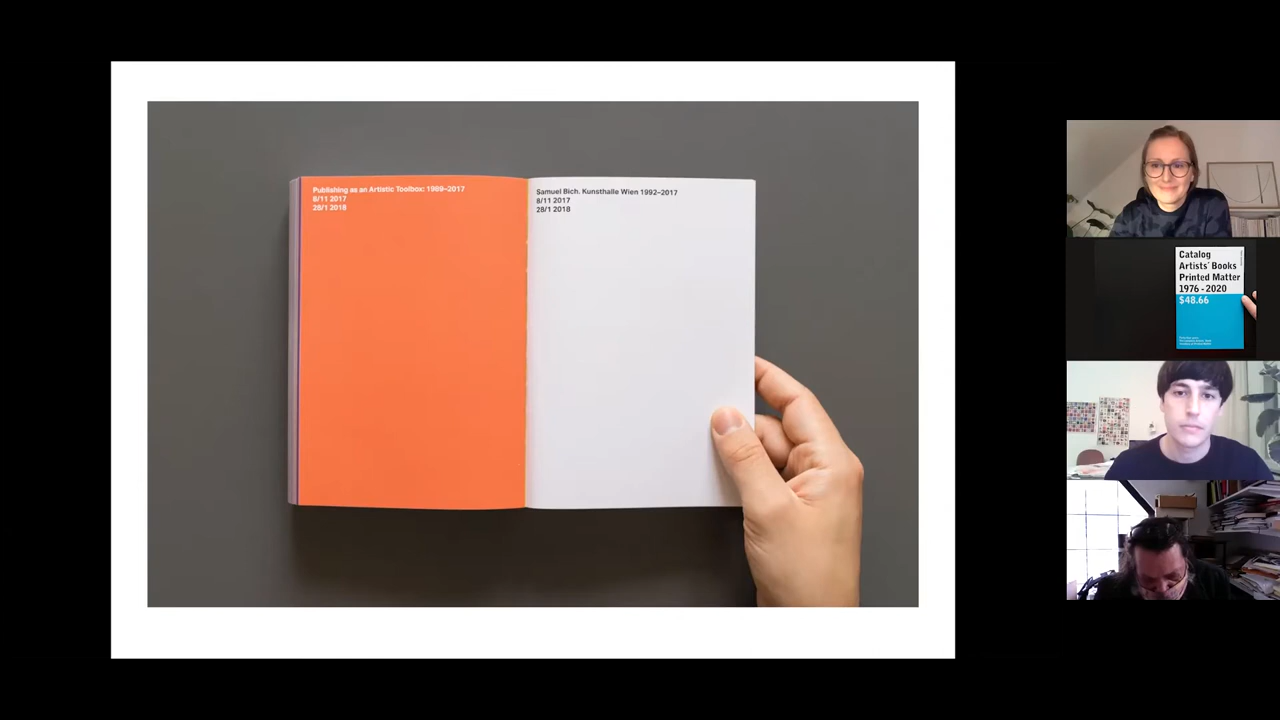 Publishing as an Artistic Toolbox: 1989–2017
8/11 2017
28/1 2018
Samuel Bich. Kunsthalle Wien 1992–2017
8/11 2017
28/1 2018
Catalog
Artists' Books
Printed Matter
1976 - 2020
$48.66